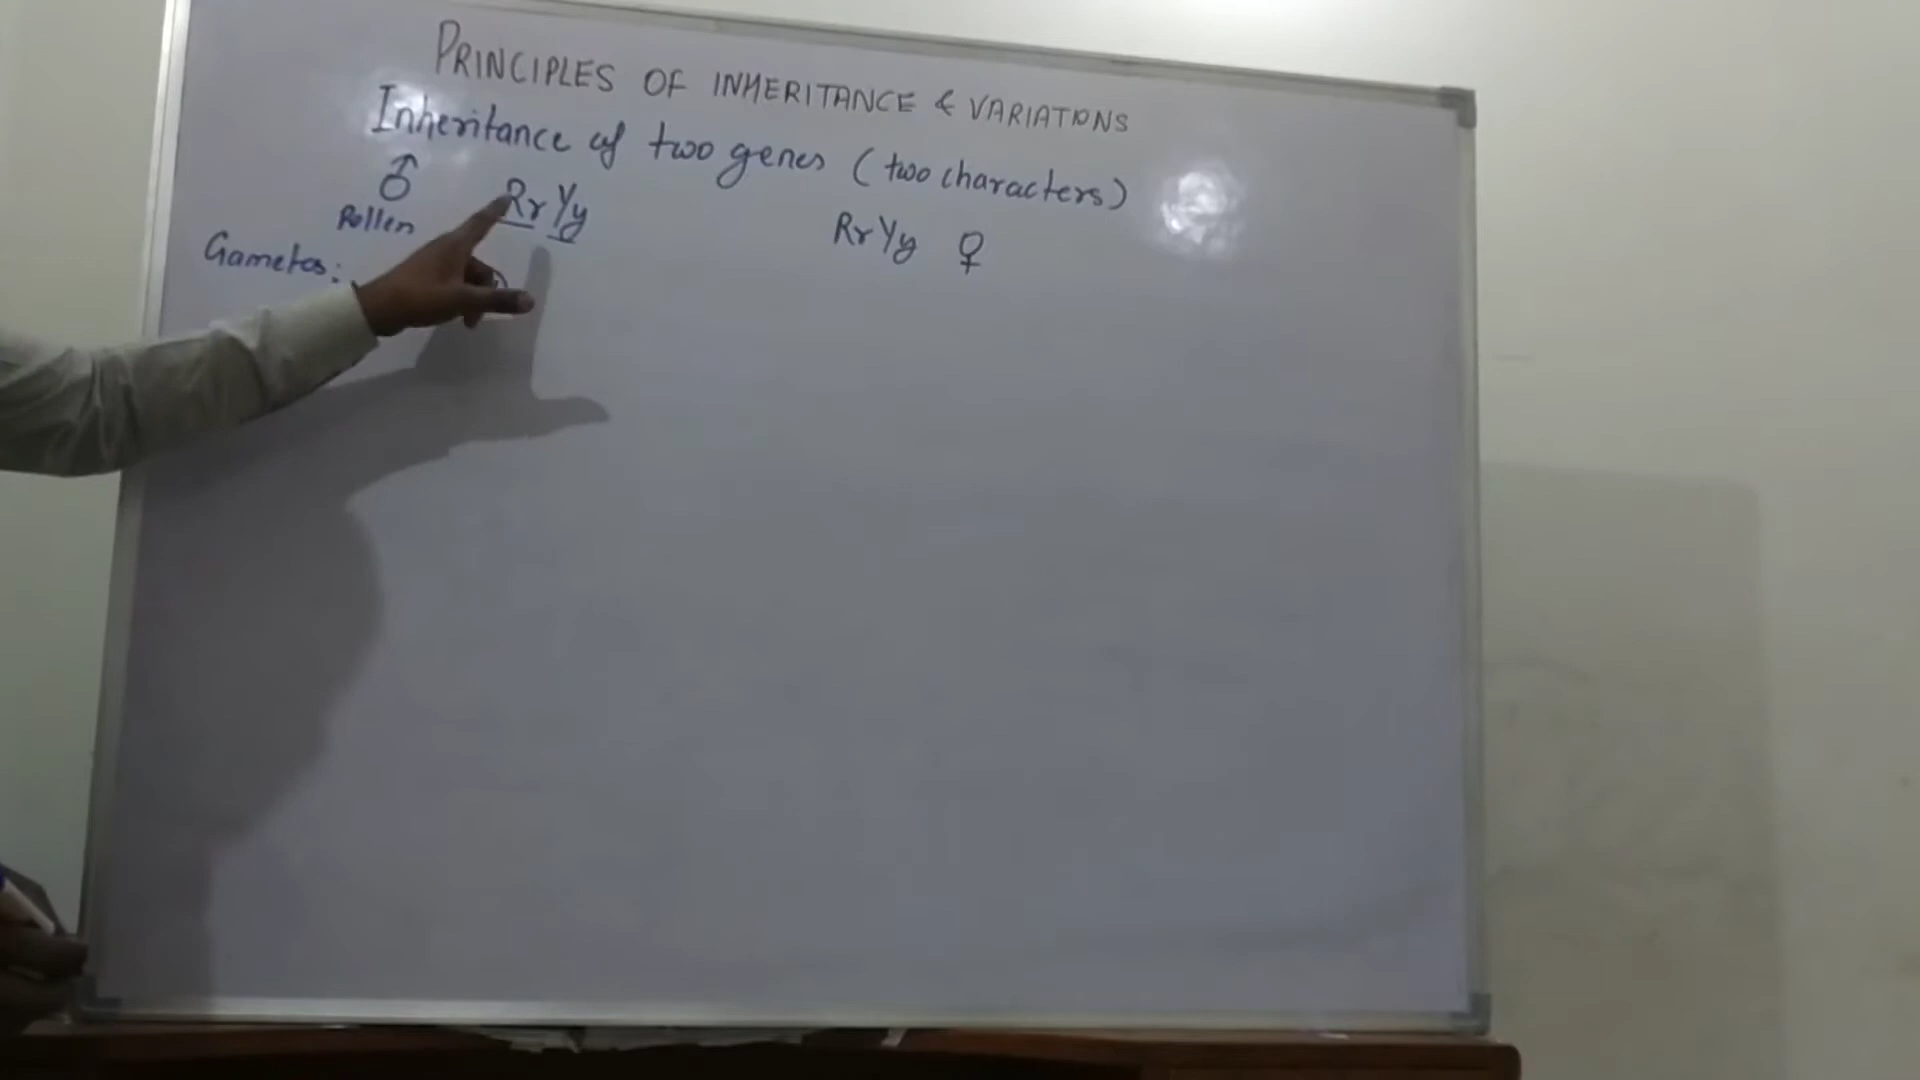 PRINCIPLES OF INHERITANCE & VARIATIONS
Inheritance of two genes (two characters)
♂ RrYy
RrYy ♀
Pollen
Gametes: